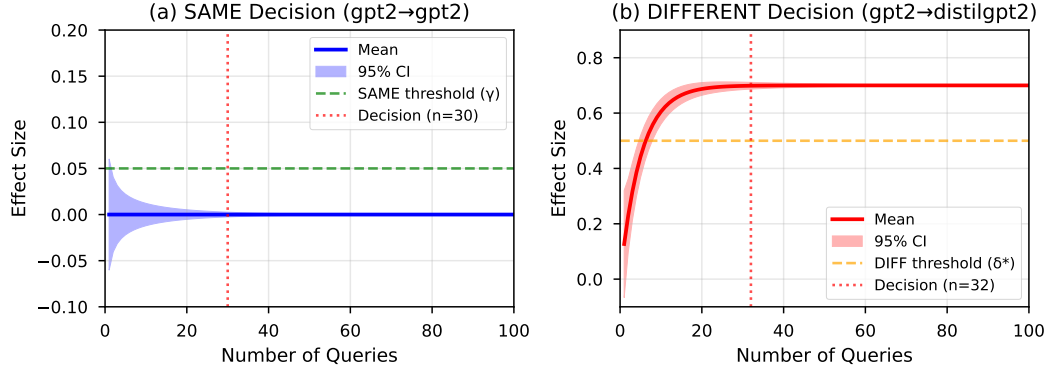 (a) SAME Decision (gpt2→gpt2)
0.20
0.15
0.10
0.05
0.00
−0.05
−0.10
Effect Size
0
20
40
60
80
100
Number of Queries
Mean
95% CI
SAME threshold (γ)
Decision (n=30)
(b) DIFFERENT Decision (gpt2→distilgpt2)
0.8
0.6
0.4
0.2
0.0
Effect Size
0
20
40
60
80
100
Number of Queries
Mean
95% CI
DIFF threshold (δ*)
Decision (n=32)